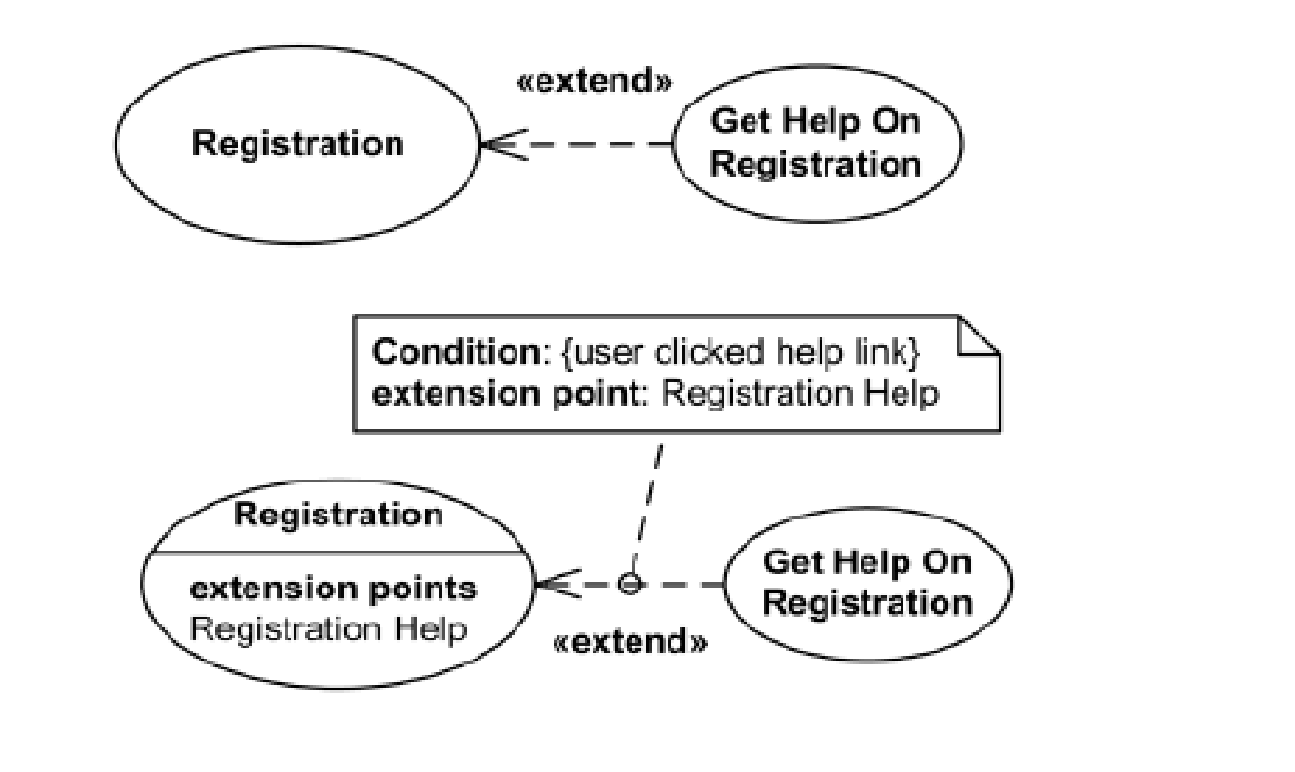 «extend»
Registration
Get Help On
Registration
Condition: {user clicked help link}
extension point: Registration Help
Registration
extension points
Registration Help
«extend»
Get Help On
Registration